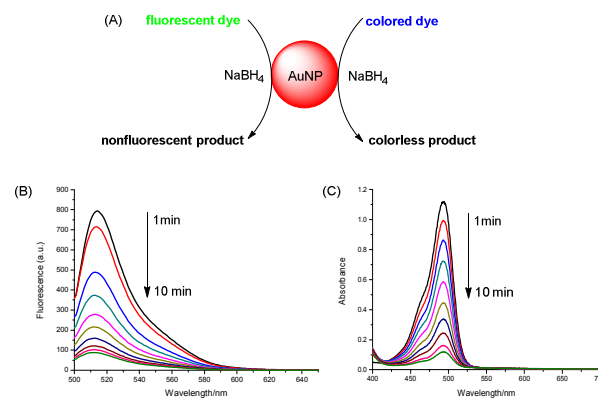 (A)
fluorescent dye
colored dye
NaBH4
AuNP
NaBH4
nonfluorescent product
colorless product
(B)
900
800
700
600
500
400
300
200
100
0
Fluorescence (a.u.)
1min
10 min
500
520
540
560
580
600
620
640
Wavelength/nm
(C)
1.2
1.0
0.8
0.6
0.4
0.2
0.0
Absorbance
1min
10 min
400
450
500
550
600
650
Wavelength/nm